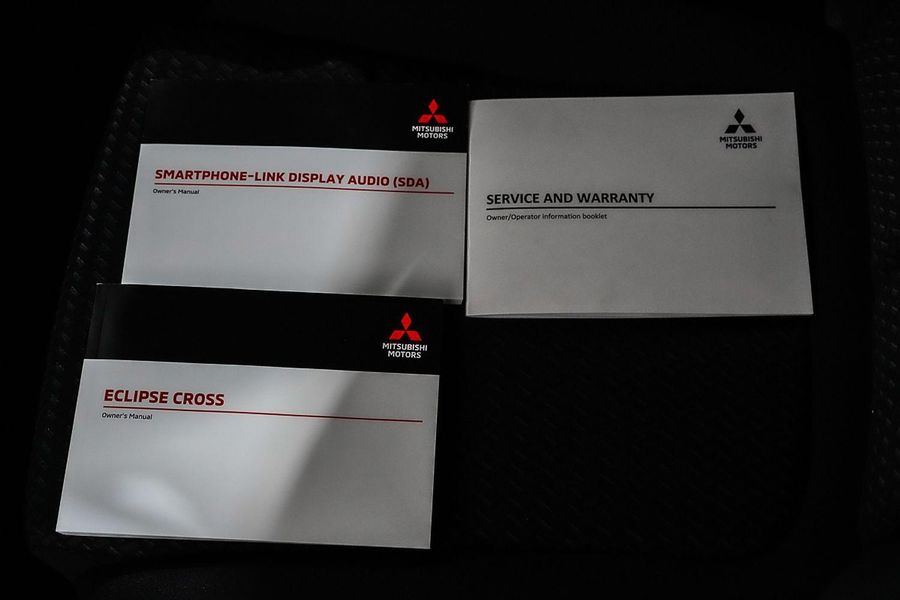 MITSUBISHI
MOTORS
SMARTPHONE-LINK DISPLAY AUDIO (SDA)
Owner's Manual
MITSUBISHI
MOTORS
SERVICE AND WARRANTY
Owner/Operator information booklet
MITSUBISHI
MOTORS
ECLIPSE CROSS
Owner's Manual